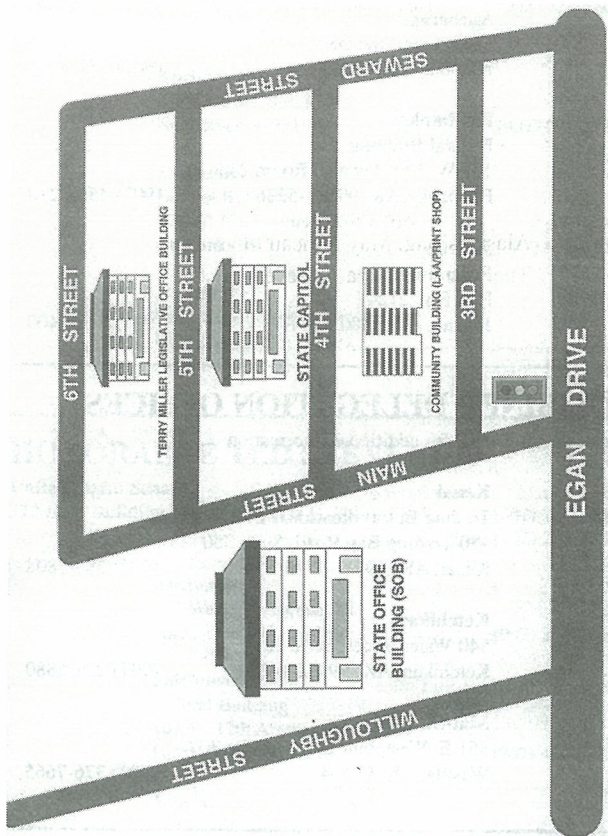 6TH STREET
TERRY MILLER LEGISLATIVE OFFICE BUILDING
5TH STREET
STATE CAPITOL
4TH STREET
COMMUNITY BUILDING (LAA/PRINT SHOP)
3RD STREET
SEWARD STREET
MAIN STREET
STATE OFFICE
BUILDING (SOB)
WILLOUGHBY STREET
EGAN DRIVE